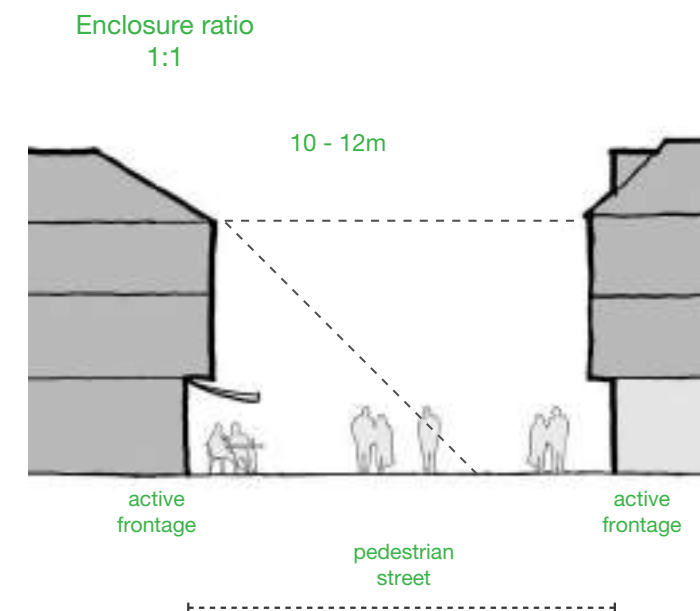 Enclosure ratio
1:1
10 - 12m
active
frontage
active
frontage
pedestrian
street